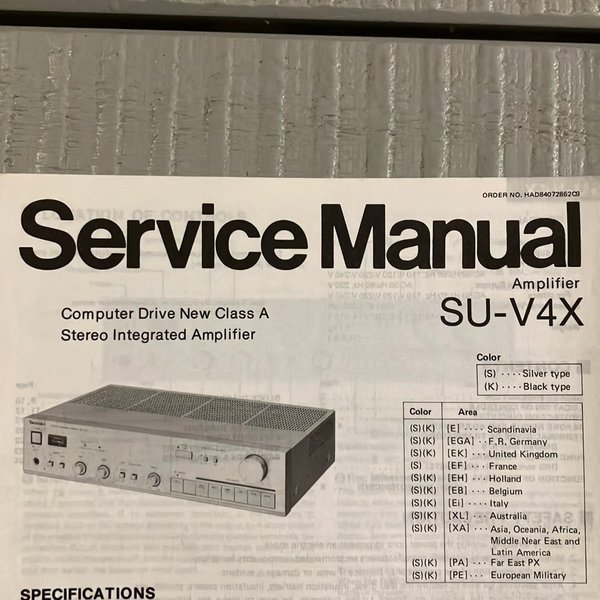 ORDER NO. HAD84072862C9
Service Manual
Amplifier
SU-V4X
Computer Drive New Class A
Stereo Integrated Amplifier
Color
(S) ···· Silver type
(K) ···· Black type
Color Area
(S)(K) [E] ···· Scandinavia
(S)(K) [EGA] ·· F.R. Germany
(S)(K) [EK] ··· United Kingdom
(S) [EF] ··· France
(S)(K) [EH] ··· Holland
(S)(K) [EB] ··· Belgium
(S)(K) [Ei] ···· Italy
(S)(K) [XL] ··· Australia
(S)(K) [XA] ··· Asia, Oceania, Africa,
Middle Near East and
Latin America
(S)(K) [PA] ··· Far East PX
(S)(K) [PE] ··· European Military
Technics
SPECIFICATIONS